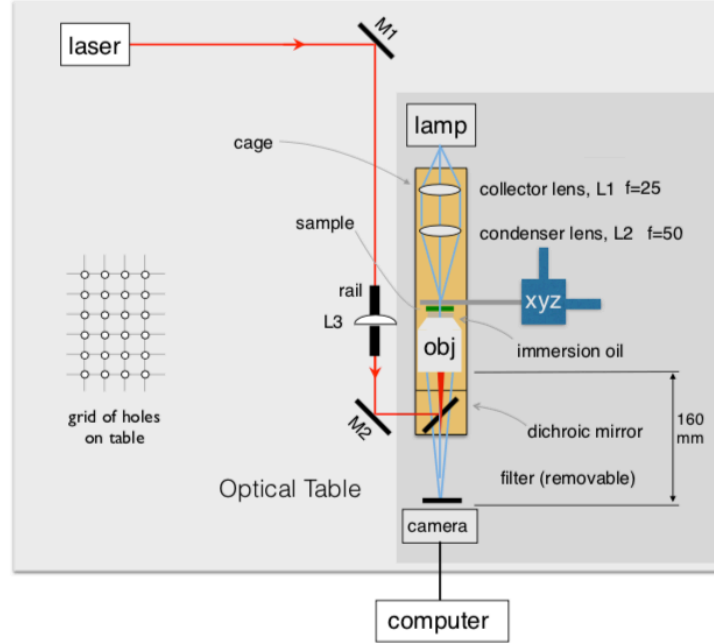 laser
M1
lamp
cage
collector lens, L1 f=25
sample
condenser lens, L2 f=50
xyz
rail
L3
obj
immersion oil
grid of holes
on table
M2
dichroic mirror
160
mm
Optical Table
filter (removable)
camera
computer